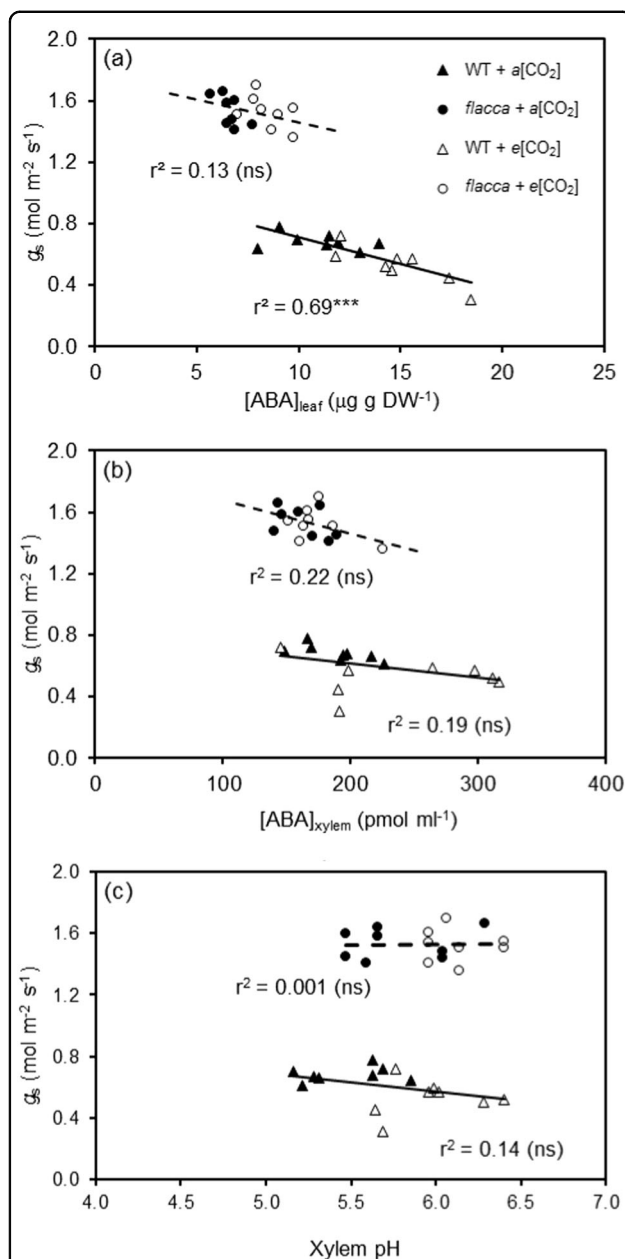 (a)
WT + a[CO₂]
flacca + a[CO₂]
WT + e[CO₂]
flacca + e[CO₂]
2.0
1.6
1.2
0.8
0.4
0.0
gs (mol m⁻² s⁻¹)
r² = 0.13 (ns)
r² = 0.69***
0 5 10 15 20 25
[ABA]leaf (µg g DW⁻¹)
(b)
2.0
1.6
1.2
0.8
0.4
0.0
gs (mol m⁻² s⁻¹)
r² = 0.22 (ns)
r² = 0.19 (ns)
0 100 200 300 400
[ABA]xylem (pmol ml⁻¹)
(c)
2.0
1.6
1.2
0.8
0.4
0.0
gs (mol m⁻² s⁻¹)
r² = 0.001 (ns)
r² = 0.14 (ns)
4.0 4.5 5.0 5.5 6.0 6.5 7.0
Xylem pH